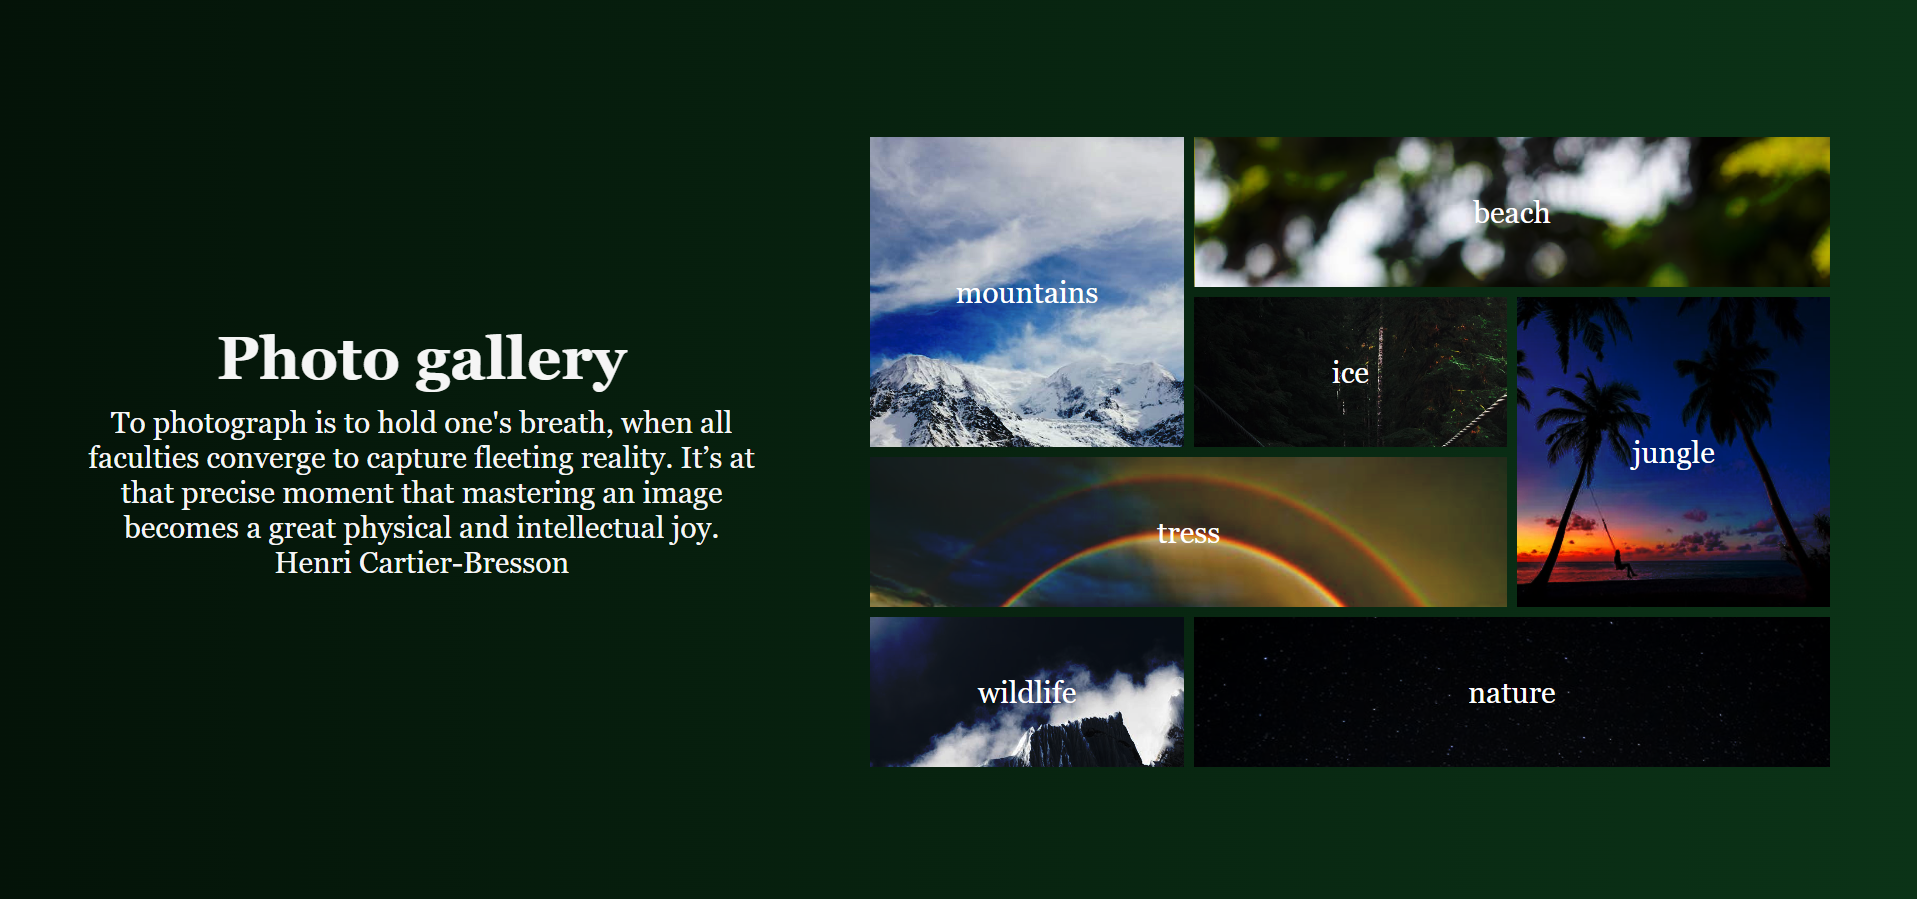 Photo gallery
To photograph is to hold one's breath, when all
faculties converge to capture fleeting reality. It’s at
that precise moment that mastering an image
becomes a great physical and intellectual joy.
Henri Cartier-Bresson
mountains
beach
ice
jungle
tress
wildlife
nature